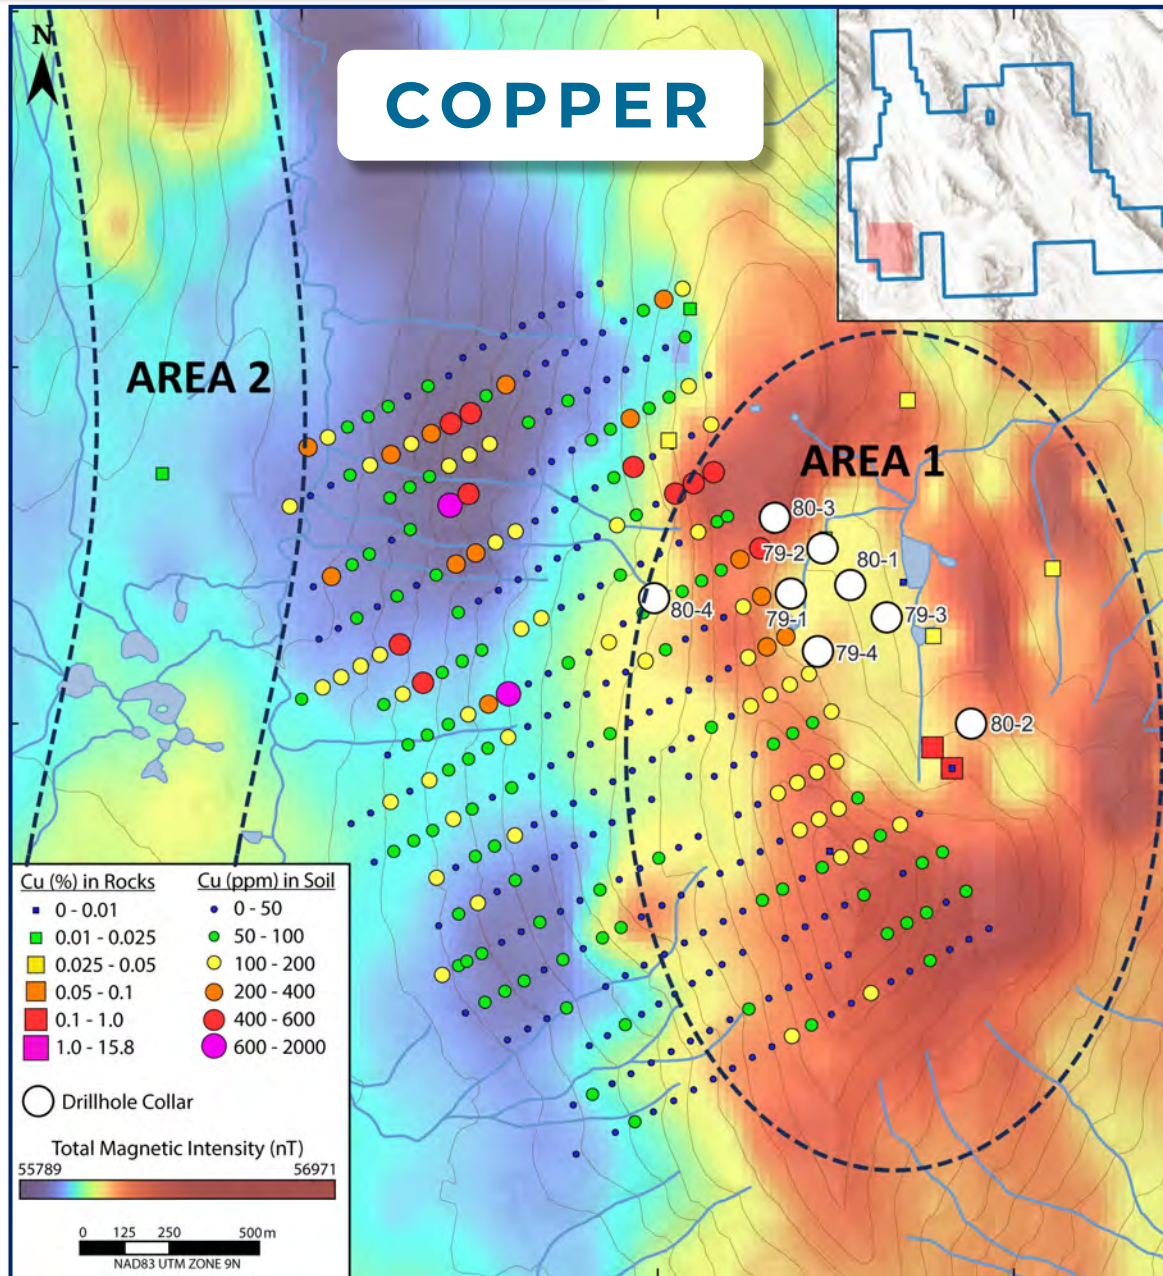 N
COPPER
AREA 2
AREA 1
80-3
79-2
80-1
80-4
79-1
79-3
79-4
80-2
Cu (%) in Rocks
0 - 0.01
0.01 - 0.025
0.025 - 0.05
0.05 - 0.1
0.1 - 1.0
1.0 - 15.8
Cu (ppm) in Soil
0 - 50
50 - 100
100 - 200
200 - 400
400 - 600
600 - 2000
Drillhole Collar
Total Magnetic Intensity (nT)
55789 56971
0 125 250 500 m
NAD83 UTM ZONE 9N